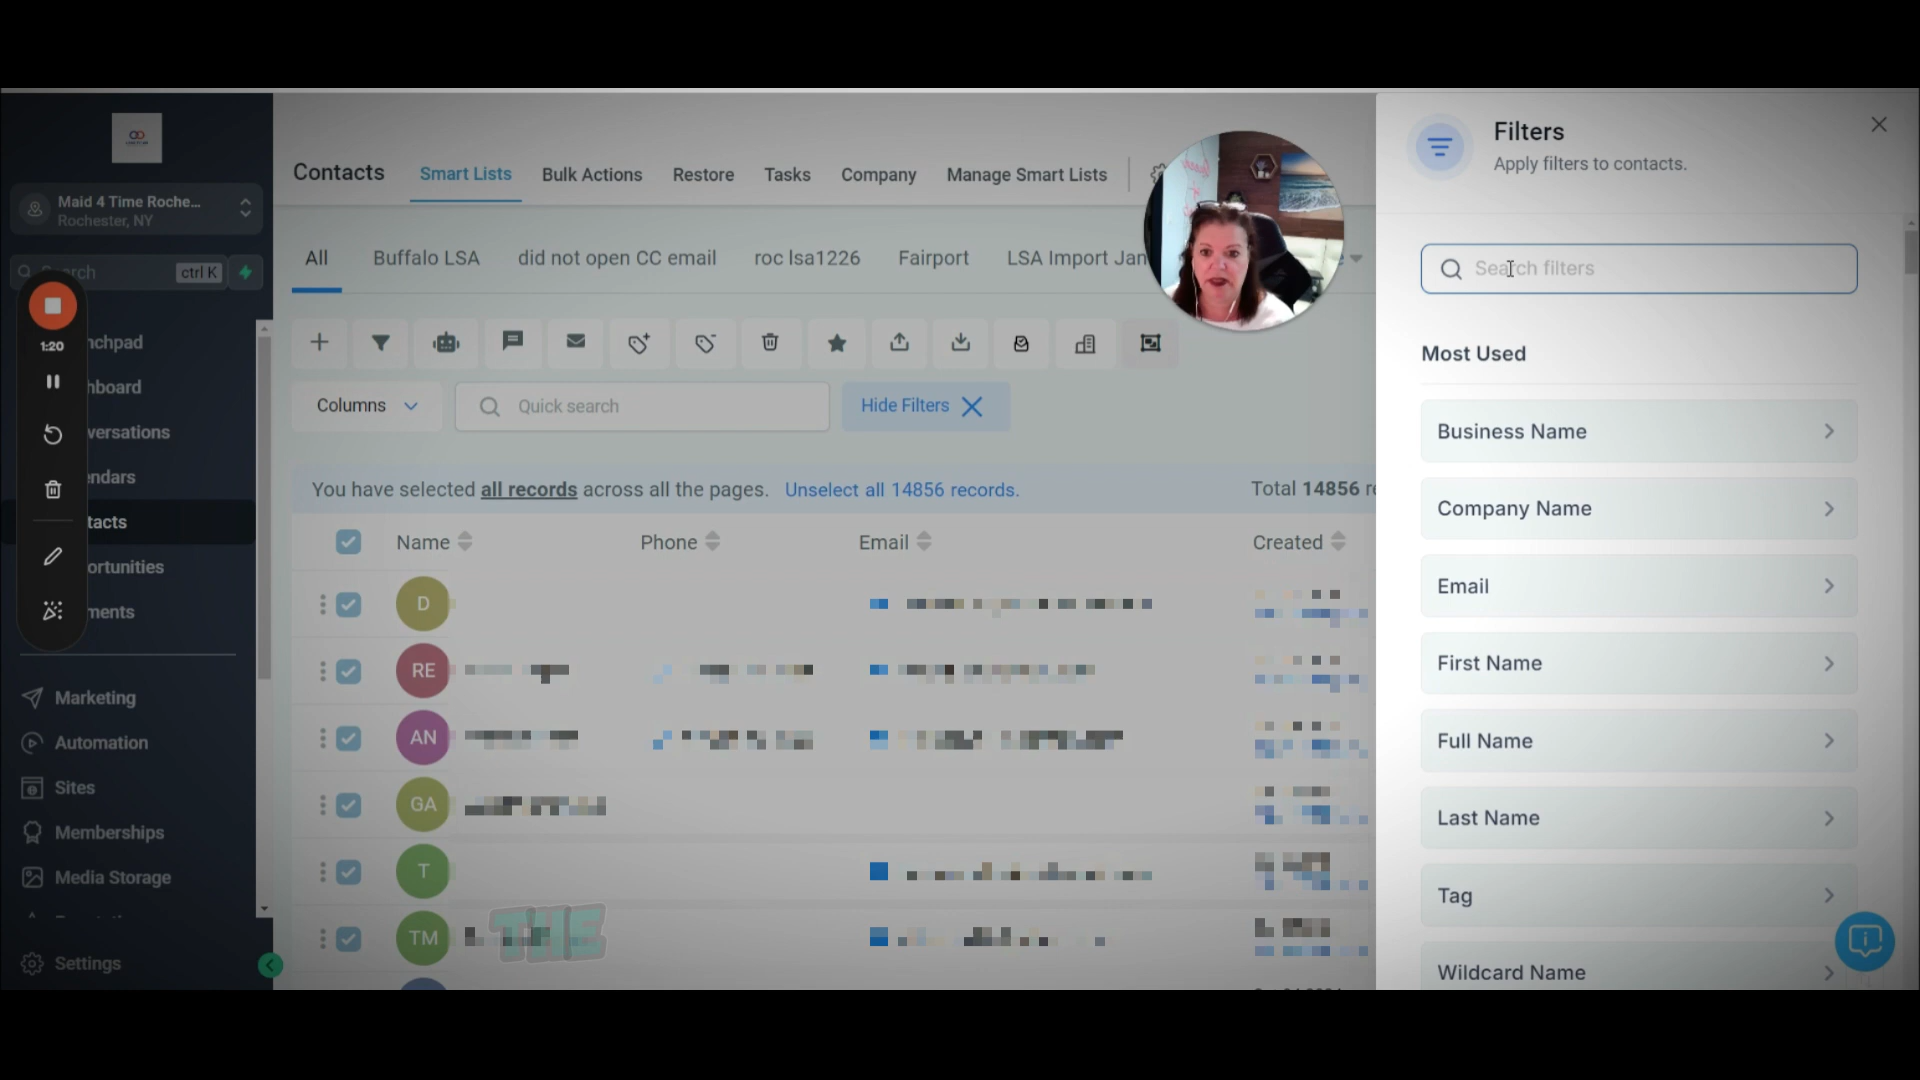 Maid 4 Time Roche...
Rochester, NY
ctrl K
1:20
nchpad
hboard
versations
endars
tacts
ortunities
ments
Marketing
Automation
Sites
Memberships
Media Storage
Settings
Contacts
Smart Lists
Bulk Actions
Restore
Tasks
Company
Manage Smart Lists
All
Buffalo LSA
did not open CC email
roc lsa1226
Fairport
LSA Import Jan
Columns
Quick search
Hide Filters
You have selected all records across all the pages. Unselect all 14856 records.
Total 14856 r
Name
Phone
Email
Created
D
RE
AN
GA
T
TM
THE
Filters
Apply filters to contacts.
Search filters
Most Used
Business Name
Company Name
Email
First Name
Full Name
Last Name
Tag
Wildcard Name